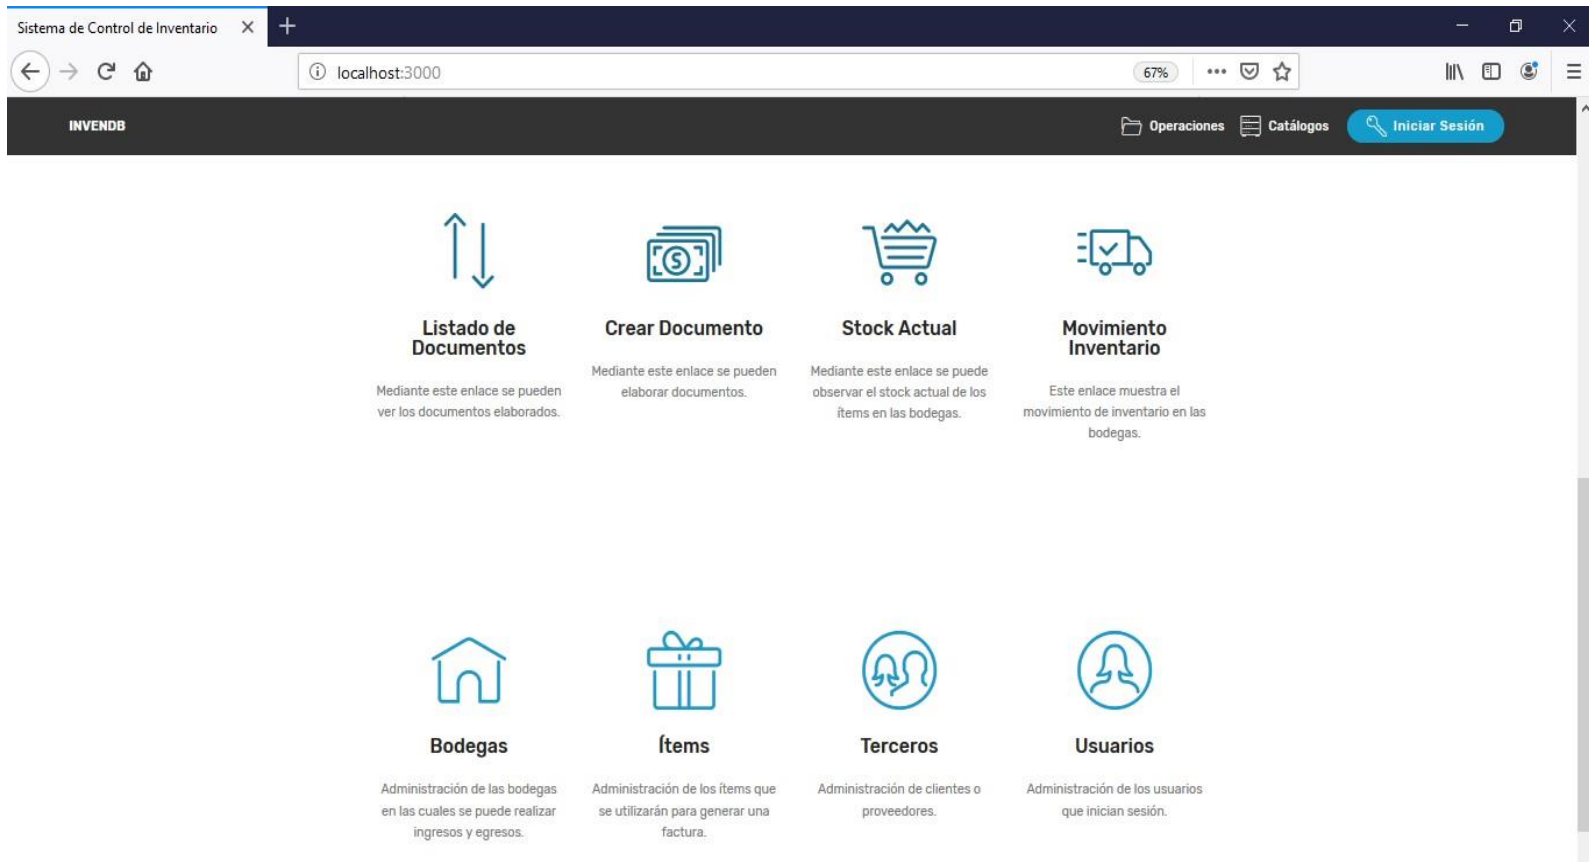 Sistema de Control de Inventario
localhost:3000
67%
INVENDB
Operaciones
Catálogos
Iniciar Sesión
Listado de
Documentos
Mediante este enlace se pueden
ver los documentos elaborados.
Crear Documento
Mediante este enlace se pueden
elaborar documentos.
Stock Actual
Mediante este enlace se puede
observar el stock actual de los
ítems en las bodegas.
Movimiento
Inventario
Este enlace muestra el
movimiento de inventario en las
bodegas.
Bodegas
Administración de las bodegas
en las cuales se puede realizar
ingresos y egresos.
Ítems
Administración de los ítems que
se utilizarán para generar una
factura.
Terceros
Administración de clientes o
proveedores.
Usuarios
Administración de los usuarios
que inician sesión.